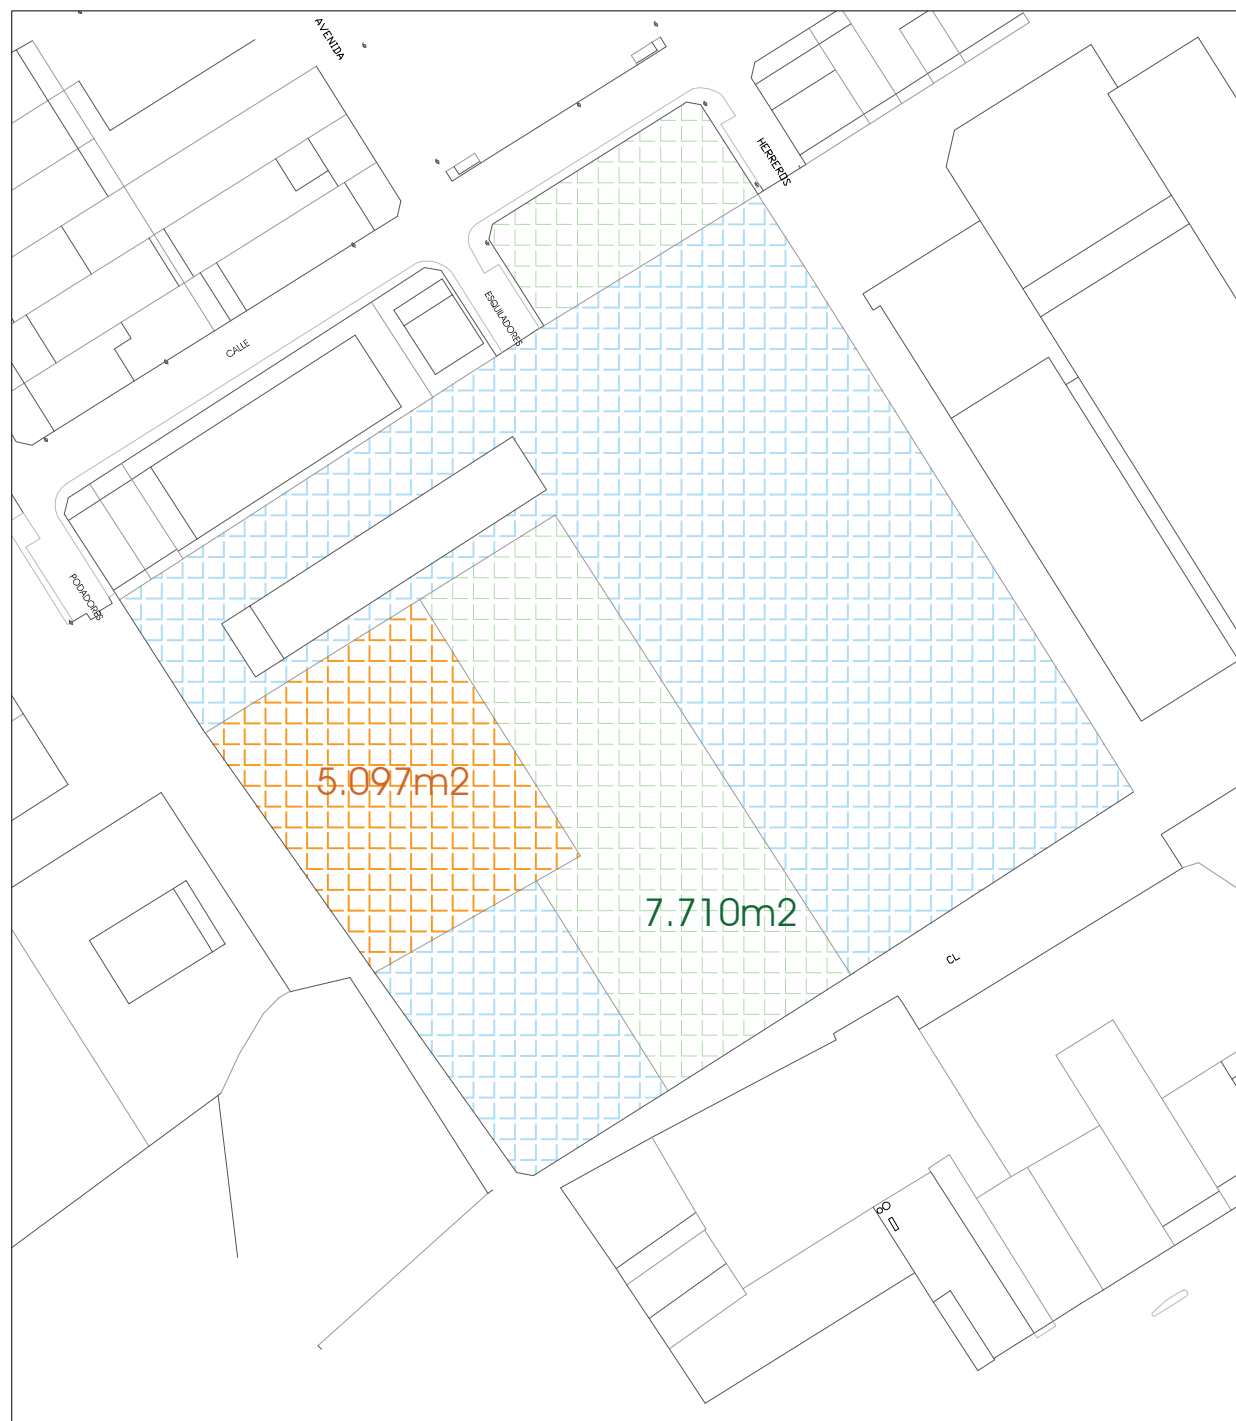 AVENIDA
HERREROS
ESQUILADORES
CALLE
PODADORES
5.097m2
7.710m2
CL